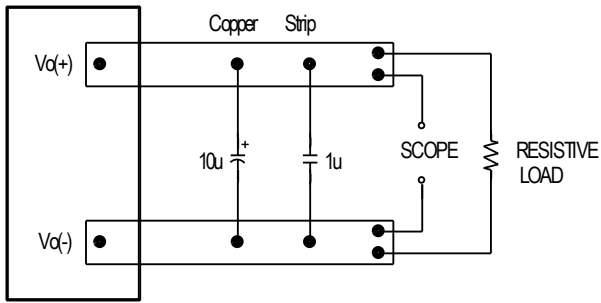 Copper Strip
Vo(+)
10u
+
1u
SCOPE
RESISTIVE
LOAD
Vo(-)